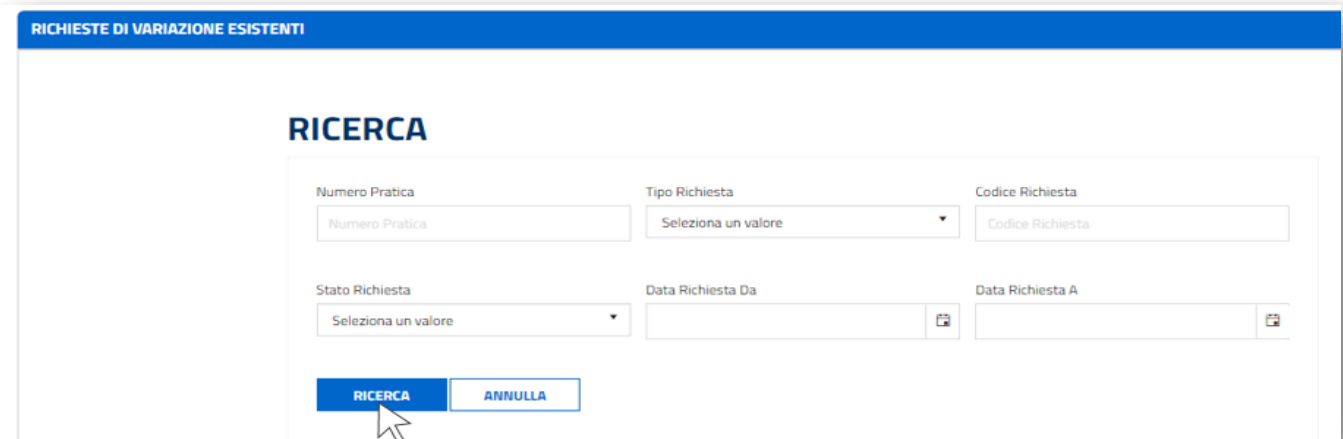 RICHIESTE DI VARIAZIONE ESISTENTI
RICERCA
Numero Pratica Tipo Richiesta Codice Richiesta
Numero Pratica Seleziona un valore Codice Richiesta
Stato Richiesta Data Richiesta Da Data Richiesta A
Seleziona un valore
RICERCA ANNULLA